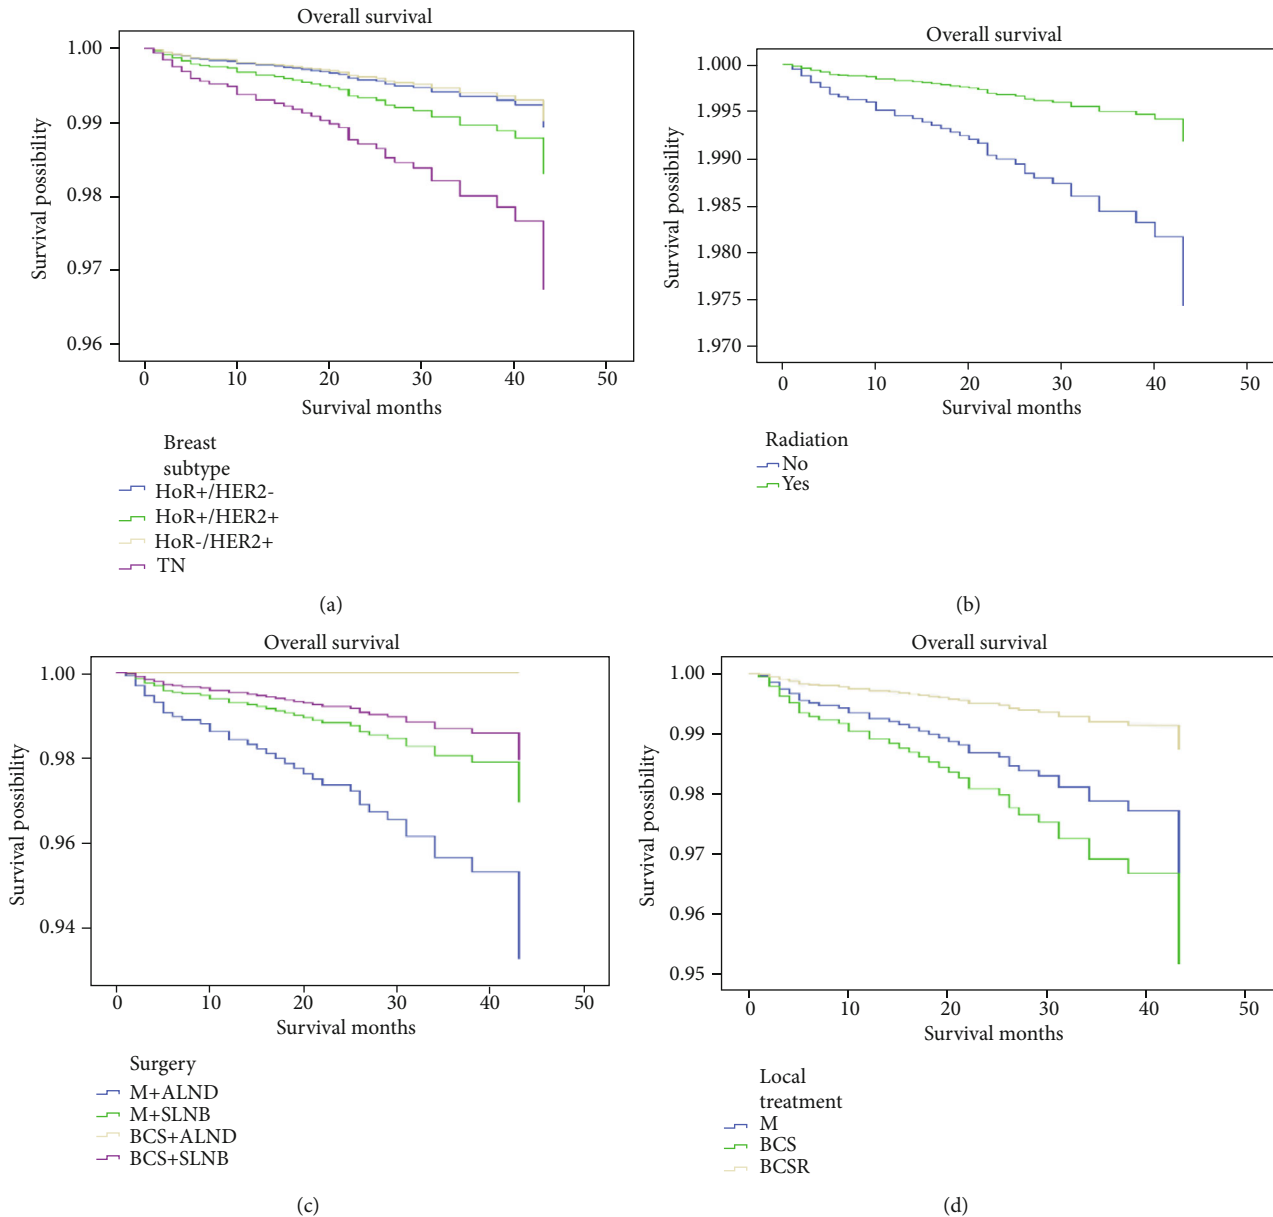 Overall survival
1.00
0.99
0.98
0.97
0.96
Survival possibility
0 10 20 30 40 50
Survival months
Breast
subtype
HoR+/HER2-
HoR+/HER2+
HoR-/HER2+
TN
(a)
Overall survival
1.000
1.995
1.990
1.985
1.980
1.975
1.970
Survival possibility
0 10 20 30 40 50
Survival months
Radiation
No
Yes
(b)
Overall survival
1.00
0.98
0.96
0.94
Survival possibility
0 10 20 30 40 50
Survival months
Surgery
M+ALND
M+SLNB
BCS+ALND
BCS+SLNB
(c)
Overall survival
1.00
0.99
0.98
0.97
0.96
0.95
Survival possibility
0 10 20 30 40 50
Survival months
Local
treatment
M
BCS
BCSR
(d)